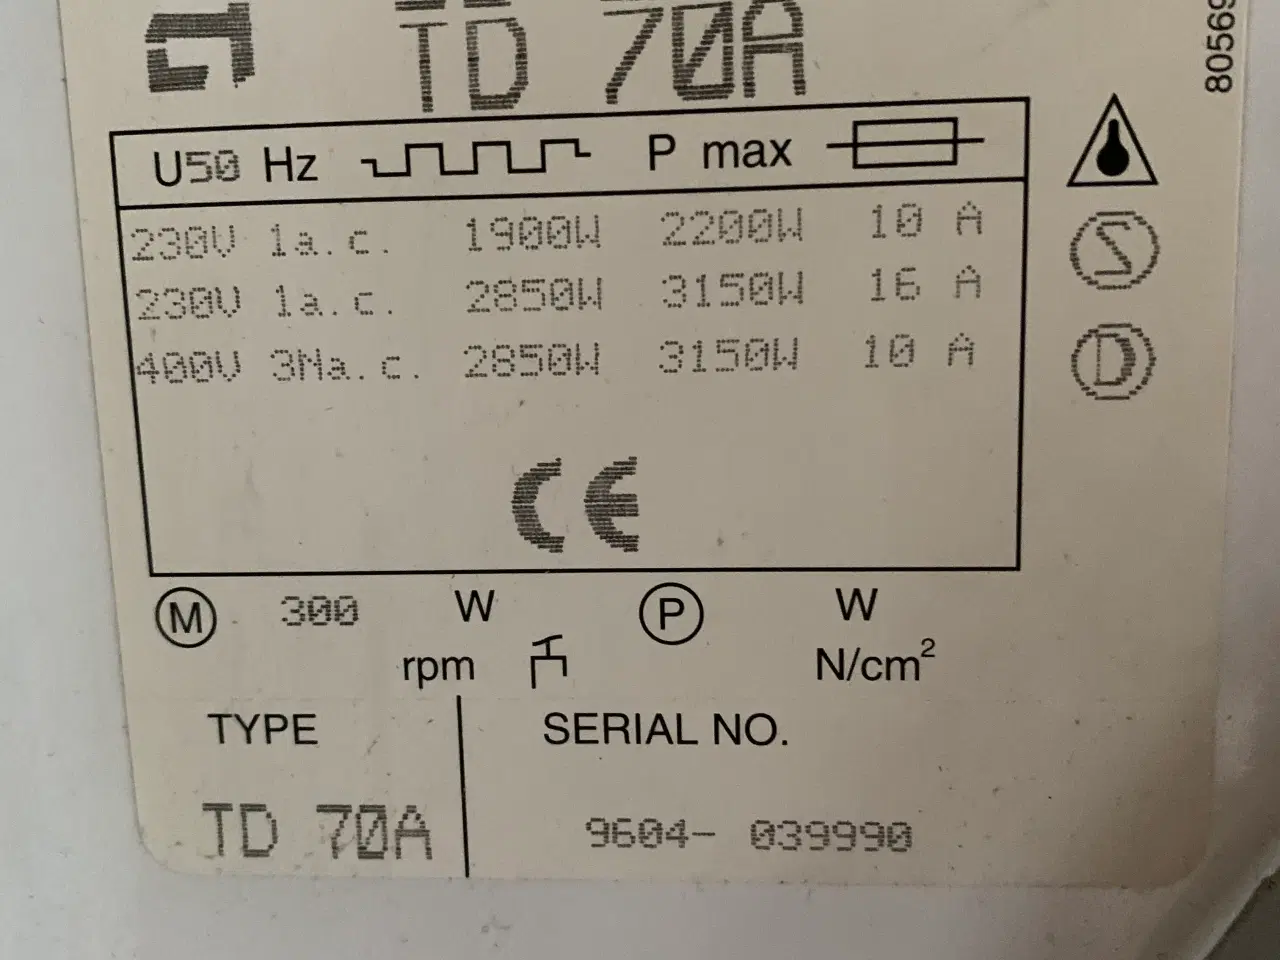 TD 70A
80569
U50 Hz P max
230V 1a.c. 1900W 2200W 10 A
230V 1a.c. 2850W 3150W 16 A
400V 3Na.c. 2850W 3150W 10 A
S
D
CE
M 300 W P W
rpm N/cm²
TYPE SERIAL NO.
TD 70A 9604- 039990